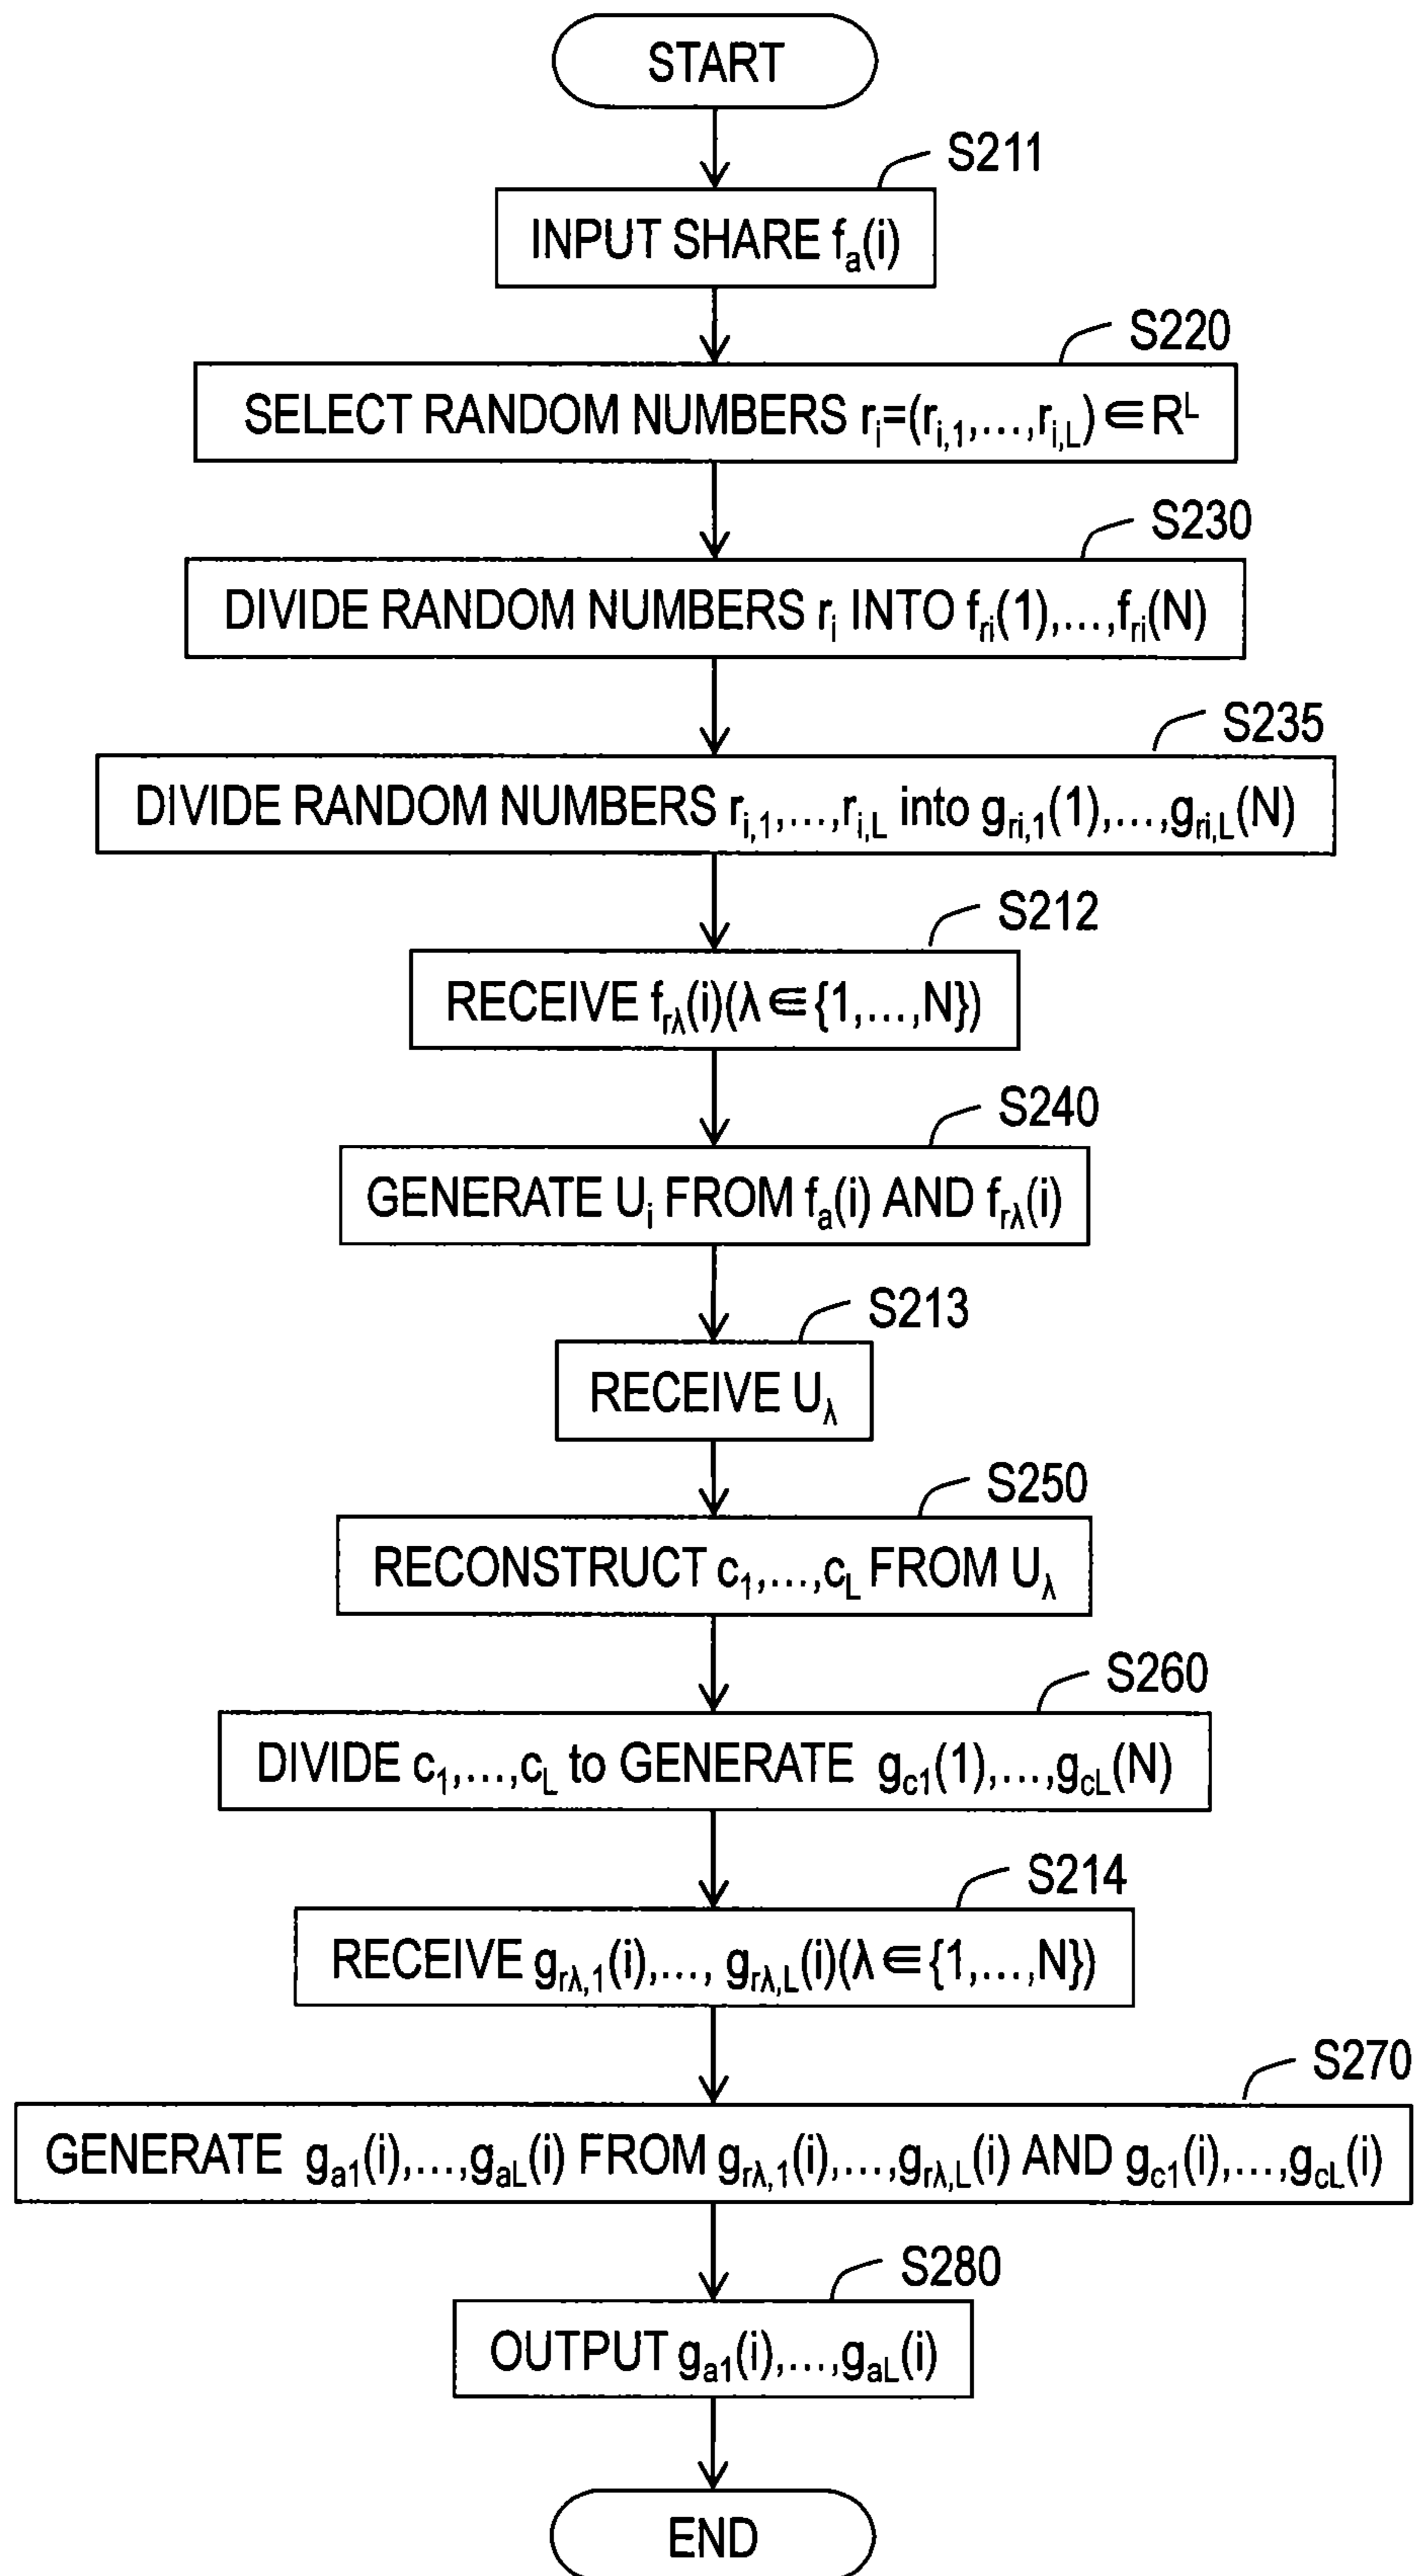 START
S211
INPUT SHARE fₐ(i)
S220
SELECT RANDOM NUMBERS rᵢ=(rᵢ,₁,...,rᵢ,L)∈Rᴸ
S230
DIVIDE RANDOM NUMBERS rᵢ INTO fᵣᵢ(1),...,fᵣᵢ(N)
S235
DIVIDE RANDOM NUMBERS rᵢ,₁,...,rᵢ,L into gᵣᵢ,₁(1),...,gᵣᵢ,L(N)
S212
RECEIVE fᵣλ(i)(λ∈{1,...,N})
S240
GENERATE Uᵢ FROM fₐ(i) AND fᵣλ(i)
S213
RECEIVE Uλ
S250
RECONSTRUCT c₁,...,cL FROM Uλ
S260
DIVIDE c₁,...,cL to GENERATE gc₁(1),...,gcL(N)
S214
RECEIVE gᵣλ,₁(i),..., gᵣλ,L(i)(λ∈{1,...,N})
S270
GENERATE gₐ₁(i),...,gₐL(i) FROM gᵣλ,₁(i),...,gᵣλ,L(i) AND gc₁(i),...,gcL(i)
S280
OUTPUT gₐ₁(i),...,gₐL(i)
END